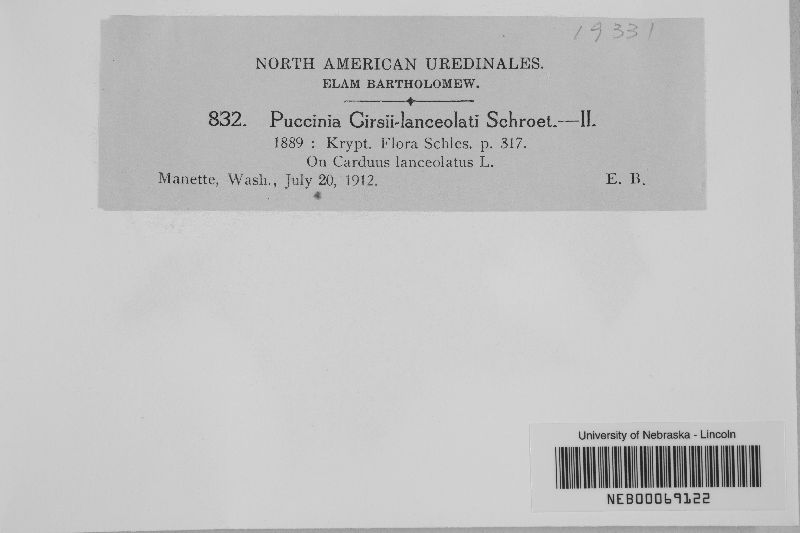 19331
NORTH AMERICAN UREDINALES.
ELAM BARTHOLOMEW.
832. Puccinia Cirsii-lanceolati Schroet.—II.
1889 : Krypt. Flora Schles. p. 317.
On Carduus lanceolatus L.
Manette, Wash., July 20, 1912. E. B.
University of Nebraska - Lincoln
NEB00069122